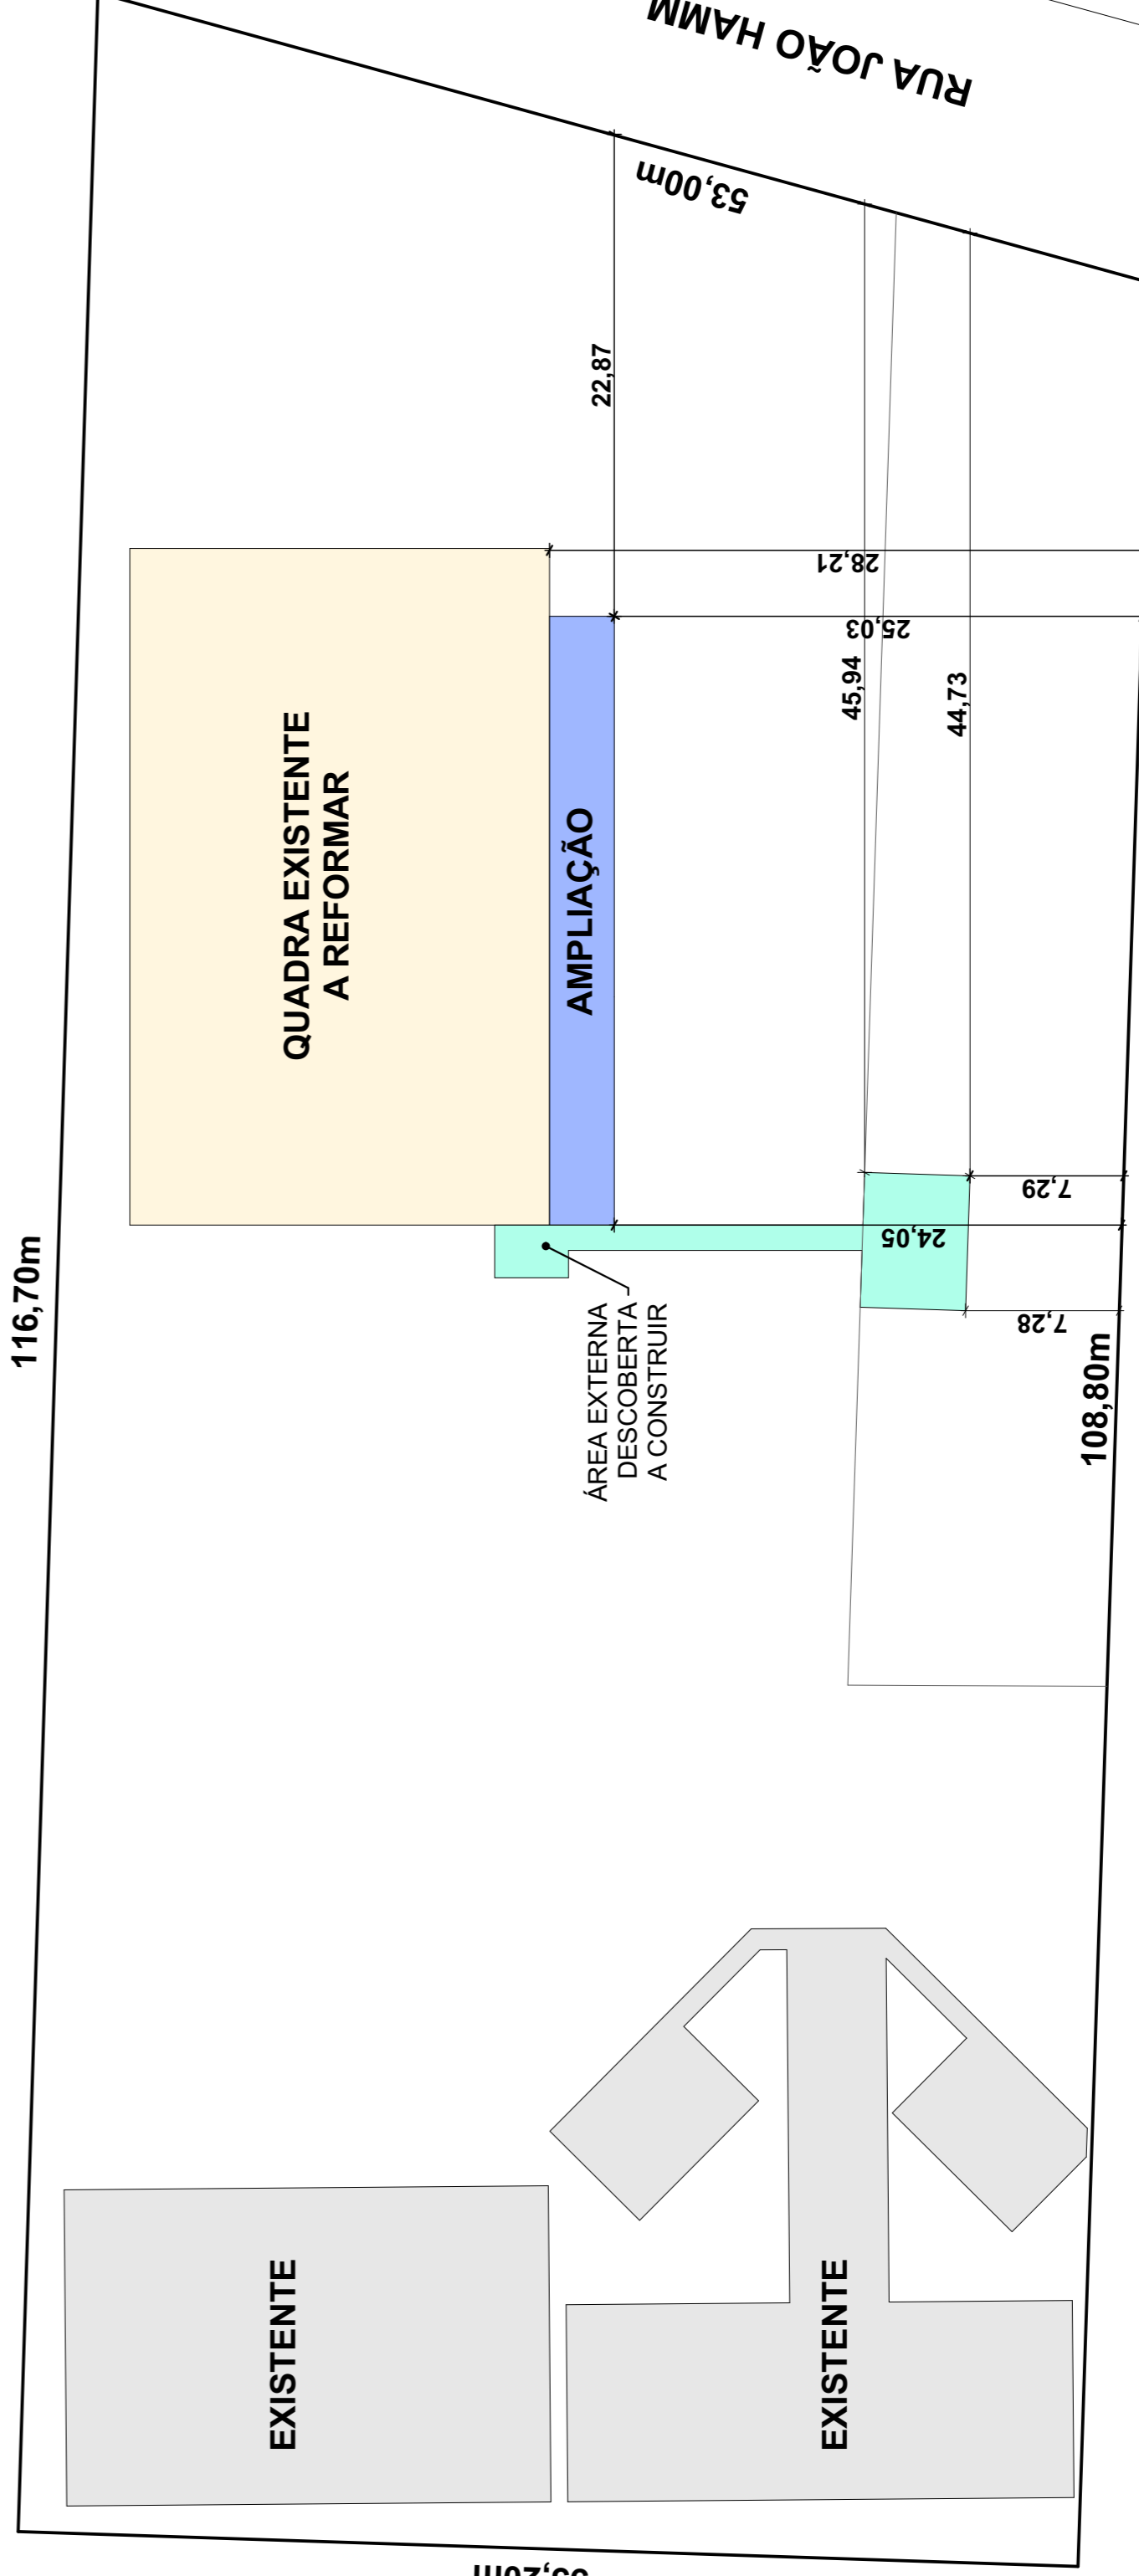 RUA JOÃO HAMM
53,00m
22,87
28,21
25,03
45,94
44,73
QUADRA EXISTENTE
A REFORMAR
AMPLIAÇÃO
7,29
24,05
7,28
116,70m
ÁREA EXTERNA
DESCOBERTA
A CONSTRUIR
108,80m
EXISTENTE
EXISTENTE